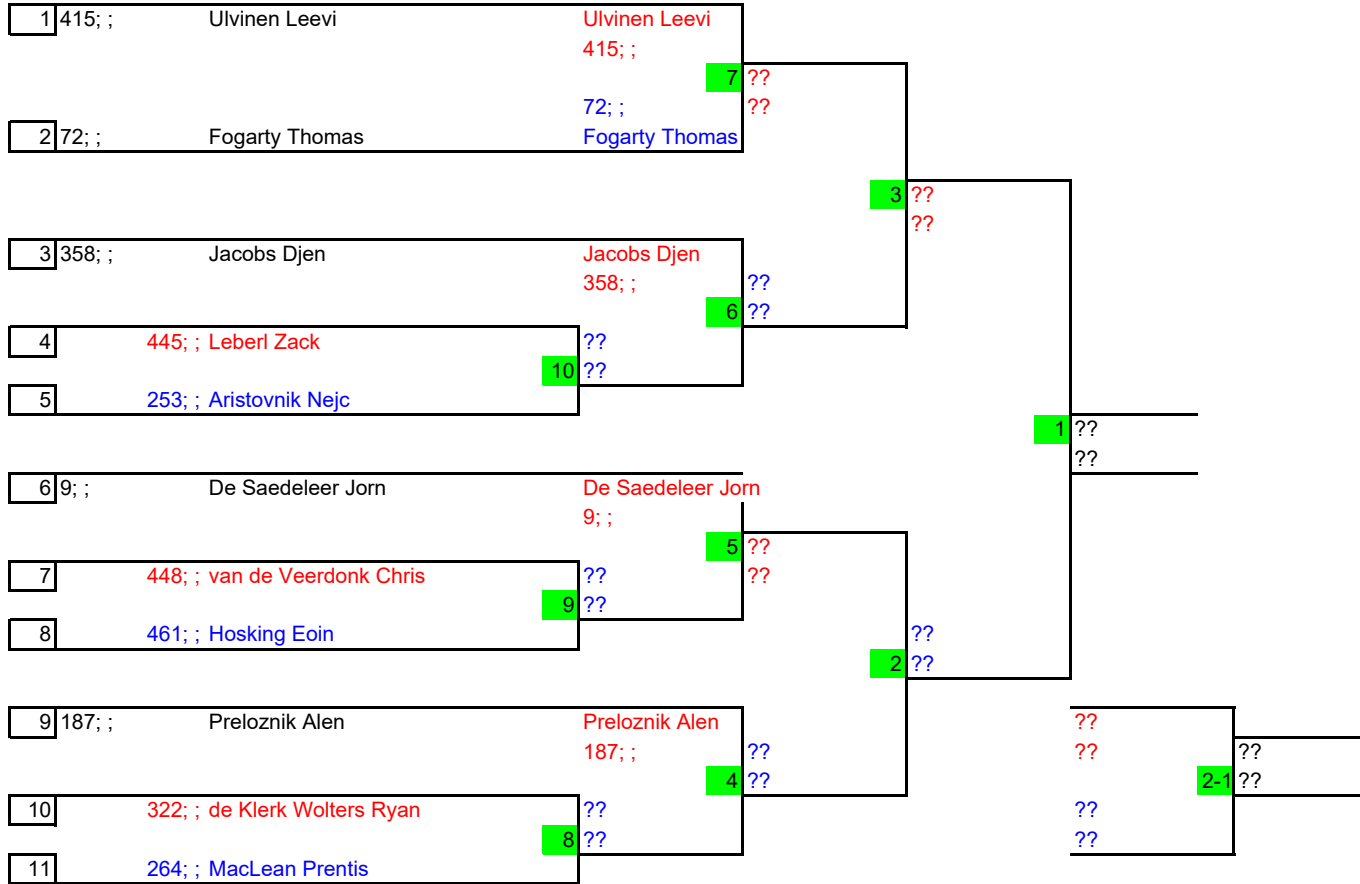 1 415; ; Ulvinen Leevi Ulvinen Leevi
415; ;
7 ??
72; ; ??
2 72; ; Fogarty Thomas Fogarty Thomas
3 ??
??
3 358; ; Jacobs Djen Jacobs Djen
358; ; ??
6 ??
4 445; ; Leberl Zack ??
10 ??
5 253; ; Aristovnik Nejc
1 ??
??
6 9; ; De Saedeleer Jorn De Saedeleer Jorn
9; ;
5 ??
7 448; ; van de Veerdonk Chris ?? ??
9 ??
8 461; ; Hosking Eoin ??
2 ??
9 187; ; Preloznik Alen Preloznik Alen ??
187; ; ?? ?? ??
4 ?? 2-1 ??
10 322; ; de Klerk Wolters Ryan ?? ??
8 ?? ??
11 264; ; MacLean Prentis